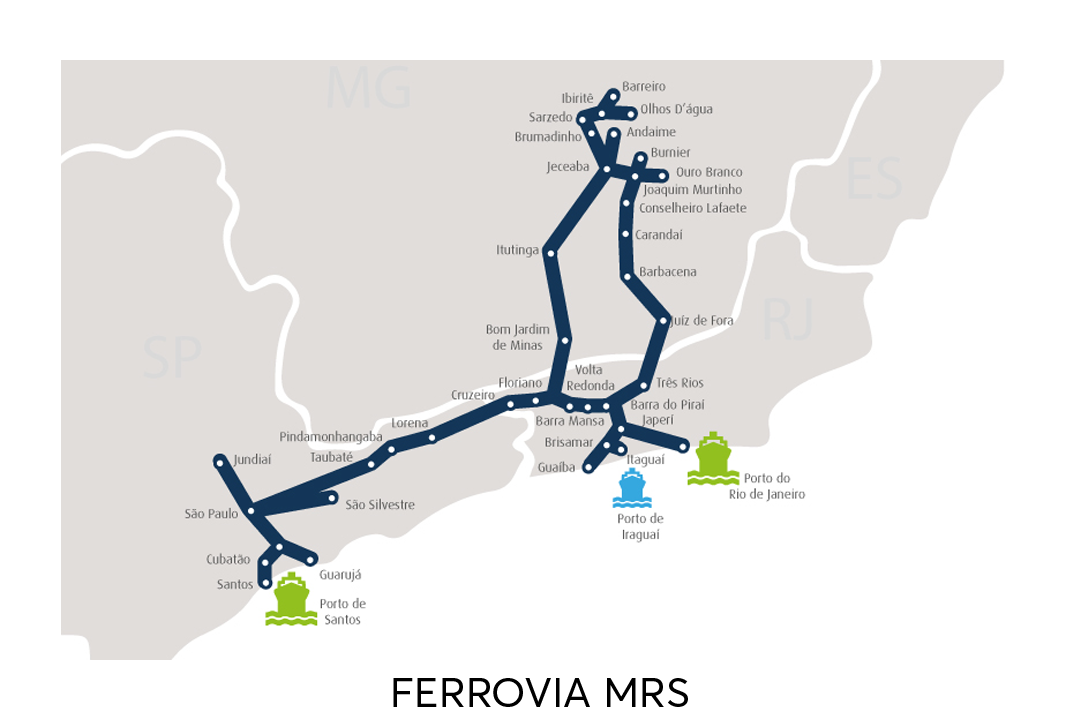 MG
Barreiro
Ibiritê
Olhos D'água
Sarzedo
Andaime
Brumadinho
Burnier
Jeceaba
Ouro Branco
Joaquim Murtinho
ES
Conselheiro Lafaete
Carandaí
Itutinga
Barbacena
RJ
Juíz de Fora
Bom Jardim
de Minas
SP
Volta
Redonda
Floriano
Três Rios
Cruzeiro
Barra do Piraí
Barra Mansa
Japeri
Lorena
Pindamonhangaba
Brisamar
Taubaté
Jundiaí
Itaguaí
Guaíba
Porto do
Rio de Janeiro
São Silvestre
São Paulo
Porto de
Iraguaí
Cubatão
Guarujá
Santos
Porto de
Santos
FERROVIA MRS